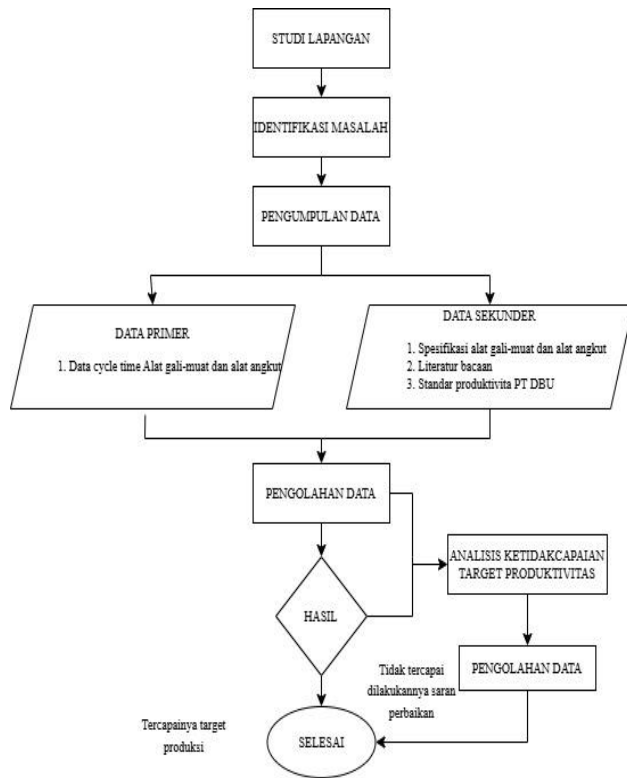 STUDI LAPANGAN
IDENTIFIKASI MASALAH
PENGUMPULAN DATA
DATA PRIMER
1. Data cycle time Alat gali-muat dan alat angkut
DATA SEKUNDER
1. Spesifikasi alat gali-muat dan alat angkut
2. Literatur bacaan
3. Standar produktivita PT DBU
PENGOLAHAN DATA
ANALISIS KETIDAKCAPAIAN
TARGET PRODUKTIVITAS
HASIL
PENGOLAHAN DATA
Tidak tercapai
dilakukannya saran
perbaikan
Tercapainya target
produksi
SELESAI